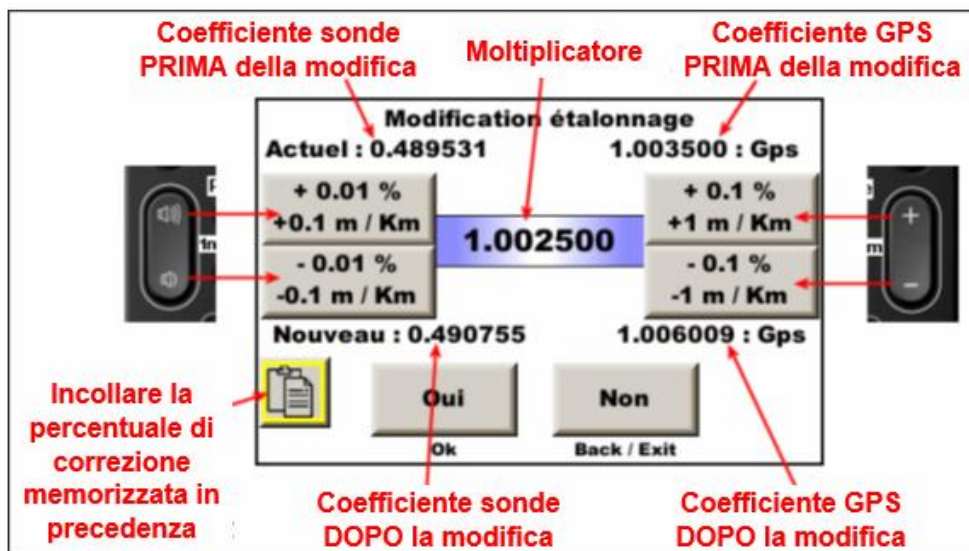 Coefficiente sonde
PRIMA della modifica
Moltiplicatore
Coefficiente GPS
PRIMA della modifica
Modification étalonnage
Actuel : 0.489531
1.003500 : Gps
+ 0.01 %
+0.1 m / Km
+ 0.1 %
+1 m / Km
1.002500
- 0.01 %
-0.1 m / Km
- 0.1 %
-1 m / Km
Nouveau : 0.490755
1.006009 : Gps
Incollare la
percentuale di
correzione
memorizzata in
precedenza
Oui
Non
Ok
Back / Exit
Coefficiente sonde
DOPO la modifica
Coefficiente GPS
DOPO la modifica